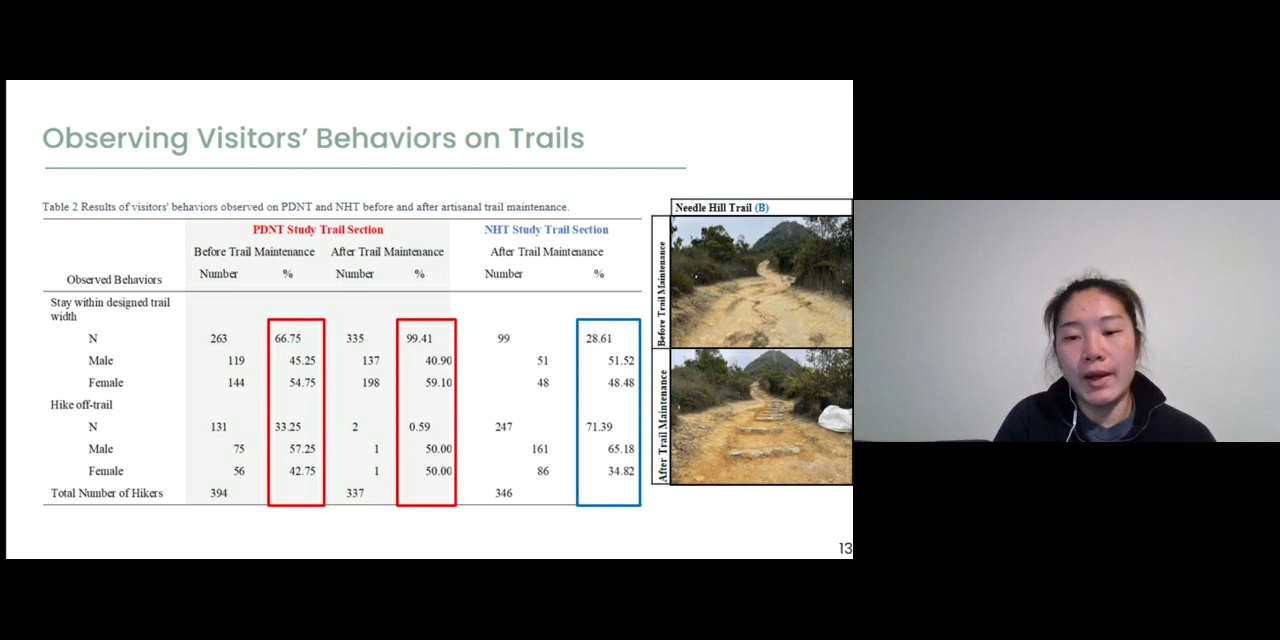 Observing Visitors’ Behaviors on Trails
Table 2 Results of visitors' behaviors observed on PDNT and NHT before and after artisanal trail maintenance.
PDNT Study Trail Section NHT Study Trail Section
Before Trail Maintenance After Trail Maintenance After Trail Maintenance
Observed Behaviors Number % Number % Number %
Stay within designed trail
width
N 263 66.75 335 99.41 99 28.61
Male 119 45.25 137 40.90 51 51.52
Female 144 54.75 198 59.10 48 48.48
Hike off-trail
N 131 33.25 2 0.59 247 71.39
Male 75 57.25 1 50.00 161 65.18
Female 56 42.75 1 50.00 86 34.82
Total Number of Hikers 394 337 346
Needle Hill Trail (B)
Before Trail Maintenance
After Trail Maintenance
13